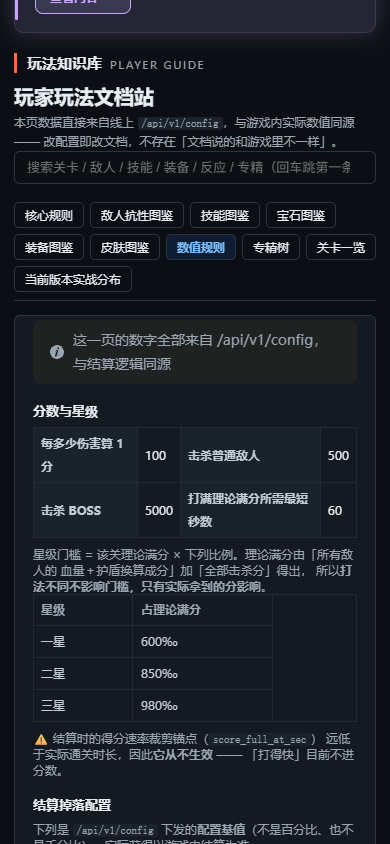 玩法知识库 PLAYER GUIDE
玩家玩法文档站
本页数据直接来自线上 /api/v1/config，与游戏内实际数值同源
—— 改配置即改文档，不存在「文档说的和游戏里不一样」。
搜索关卡 / 敌人 / 技能 / 装备 / 反应 / 专精（回车跳第一条
核心规则 敌人抗性图鉴 技能图鉴 宝石图鉴
装备图鉴 皮肤图鉴 数值规则 专精树 关卡一览
当前版本实战分布
这一页的数字全部来自 /api/v1/config，
与结算逻辑同源
分数与星级
每多少伤害算 1
分 100 击杀普通敌人 500
击杀 BOSS 5000 打满理论满分所需最短
秒数 60
星级门槛 = 该关理论满分 × 下列比例。理论满分由「所有敌
人的 血量＋护盾换算成分」加「全部击杀分」得出， 所以打
法不同不影响门槛，只有实际拿到的分影响。
星级 占理论满分
一星 600‰
二星 850‰
三星 980‰
⚠️ 结算时的得分速率裁剪锚点（ score_full_at_sec ） 远低
于实际通关时长，因此它从不生效 —— 「打得快」目前不进
分数。
结算掉落配置
下列是 /api/v1/config 下发的配置基值（不是百分比、也不